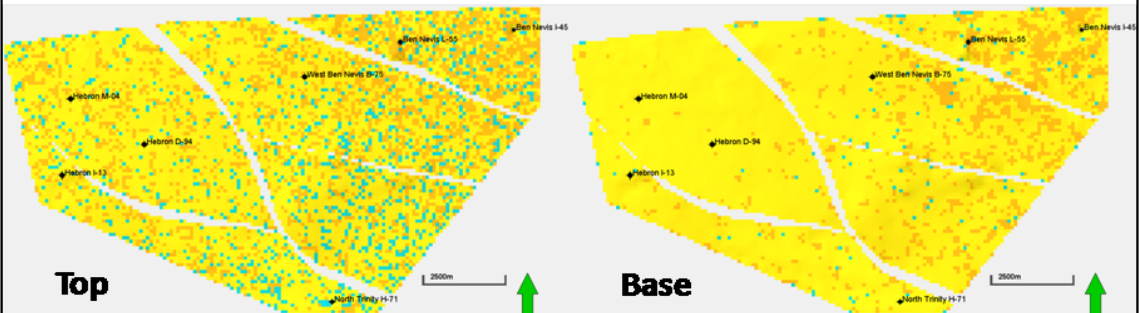 Ben Nevis I-45
Ben Nevis L-55
West Ben Nevis B-75
Hebron M-04
Hebron D-94
Hebron I-13
Top
2500m
North Trinity H-71
Ben Nevis I-45
Ben Nevis L-55
West Ben Nevis B-75
Hebron M-04
Hebron D-94
Hebron I-13
Base
2500m
North Trinity H-71